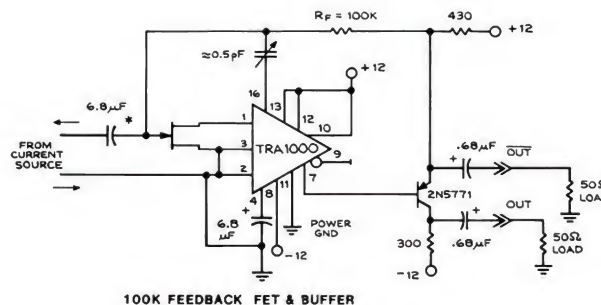 R_F = 100K
430
+12
≈0.5pF
+12
16
13
12
10
6.8µF
*
1
FROM
CURRENT
SOURCE
3
TRA1000
9
2
7
4
8
11
6.8
µF
POWER
GND
-12
+
.68µF
OUT
50Ω
LOAD
2N5771
+
OUT
300
.68µF
50Ω
LOAD
-12
+
100K FEEDBACK FET & BUFFER